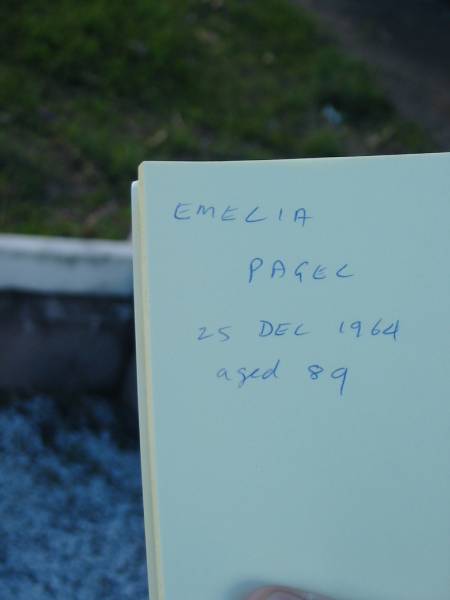 EMELIA
PAGEL
25 DEC 1964
aged 89